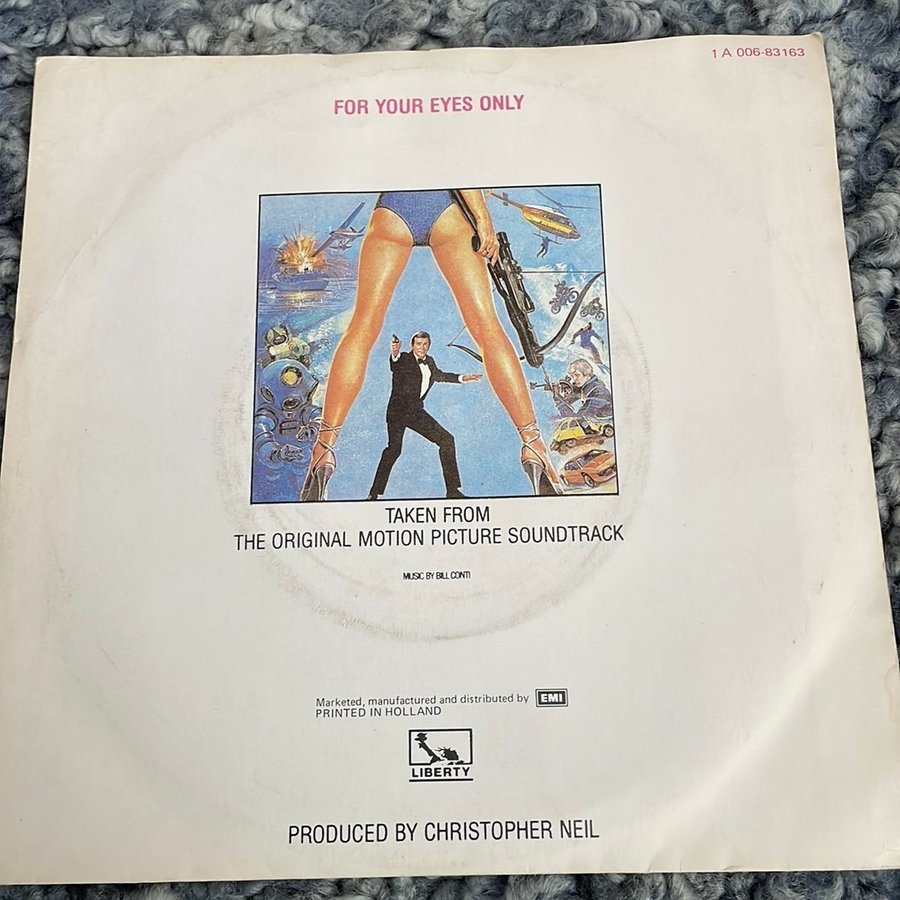 1 A 006-83163
FOR YOUR EYES ONLY
TAKEN FROM
THE ORIGINAL MOTION PICTURE SOUNDTRACK
MUSIC BY BILL CONTI
Marketed, manufactured and distributed by EMI
PRINTED IN HOLLAND
LIBERTY
PRODUCED BY CHRISTOPHER NEIL